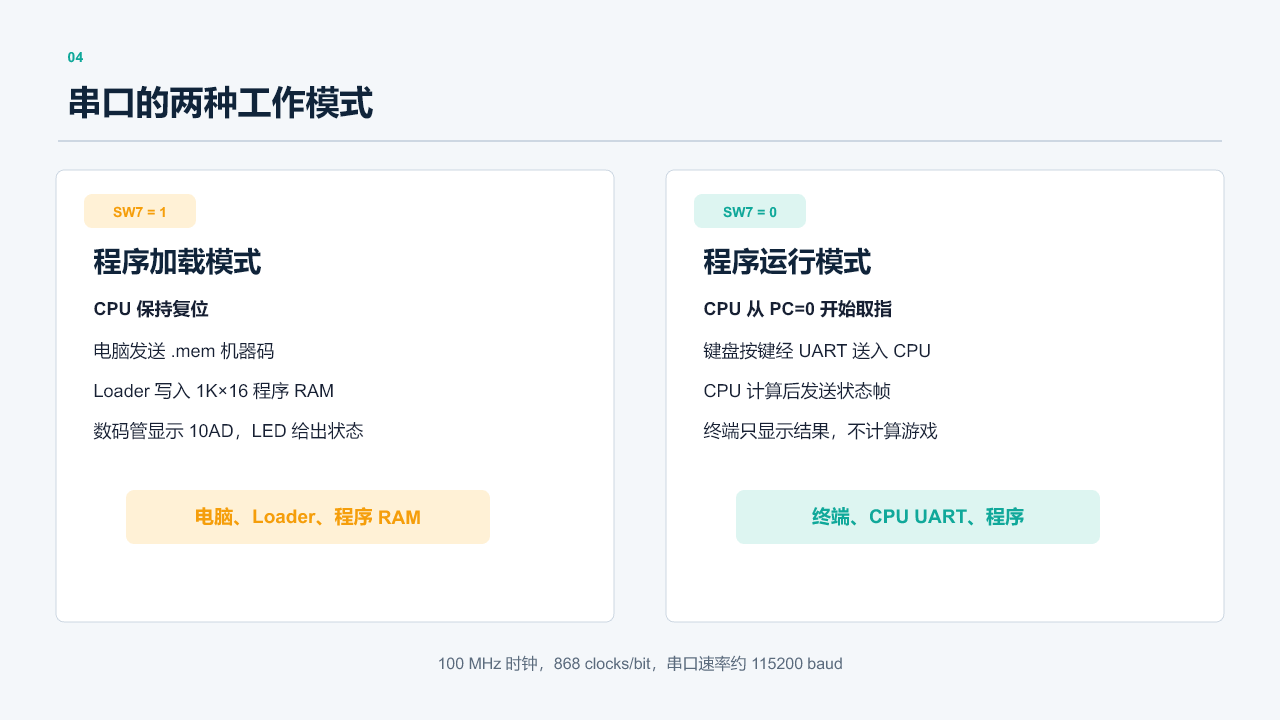 04
串口的两种工作模式
SW7 = 1
程序加载模式
CPU 保持复位
电脑发送 .mem 机器码
Loader 写入 1K×16 程序 RAM
数码管显示 10AD，LED 给出状态
电脑、Loader、程序 RAM
SW7 = 0
程序运行模式
CPU 从 PC=0 开始取指
键盘按键经 UART 送入 CPU
CPU 计算后发送状态帧
终端只显示结果，不计算游戏
终端、CPU UART、程序
100 MHz 时钟，868 clocks/bit，串口速率约 115200 baud